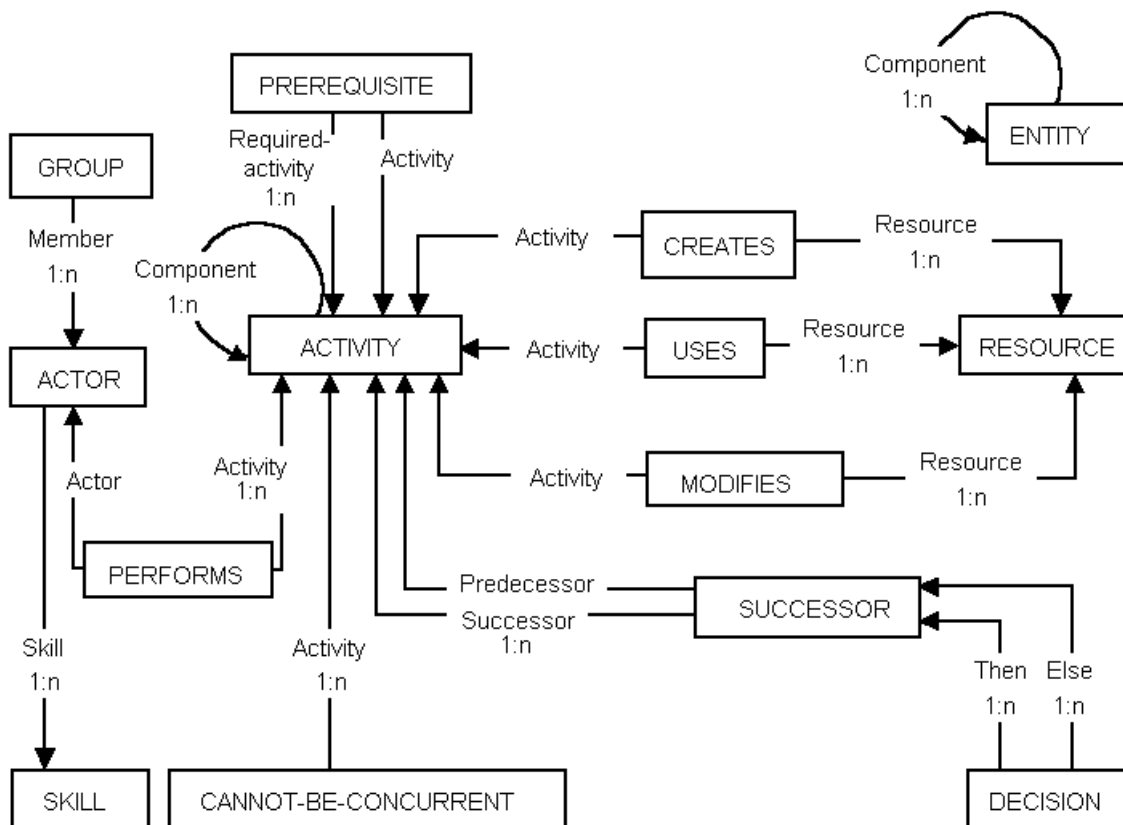 Component
1:n
ENTITY
PREREQUISITE
Required-
activity
1:n
Activity
GROUP
Member
1:n
Component
1:n
Activity
CREATES
Resource
1:n
ACTIVITY
Activity
USES
Resource
1:n
RESOURCE
ACTOR
Actor
Activity
1:n
Activity
MODIFIES
Resource
1:n
PERFORMS
Predecessor
Successor
1:n
SUCCESSOR
Skill
1:n
Activity
1:n
Then
1:n
Else
1:n
SKILL
CANNOT-BE-CONCURRENT
DECISION